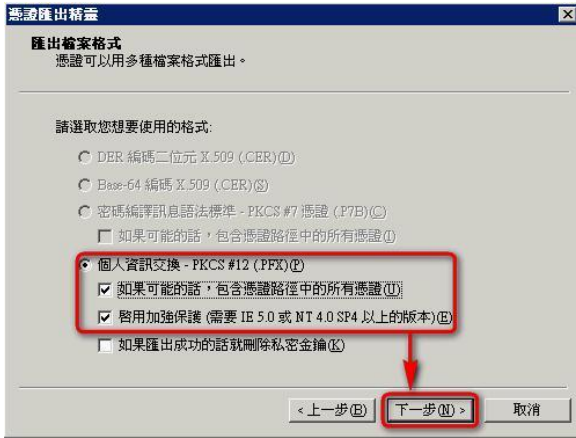 憑證匯出精靈
匯出檔案格式
憑證可以用多種檔案格式匯出。
請選取您想要使用的格式:
DER 編碼二位元 X.509 (.CER)(D)
Base-64 編碼 X.509 (.CER)(S)
密碼編譯訊息語法標準 - PKCS #7 憑證 (.P7B)(C)
如果可能的話，包含憑證路徑中的所有憑證(I)
個人資訊交換 - PKCS #12 (.PFX)(P)
如果可能的話，包含憑證路徑中的所有憑證(U)
啓用加強保護 (需要 IE 5.0 或 NT 4.0 SP4 以上的版本)(E)
如果匯出成功的話就刪除私密金鑰(K)
< 上一步(B) 下一步(N) > 取消